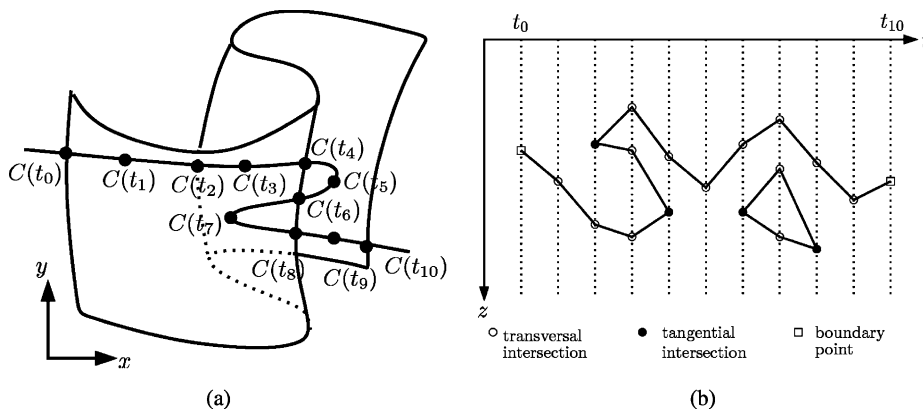 C(t₀)
C(t₁)
C(t₂)
C(t₃)
C(t₄)
C(t₅)
C(t₆)
C(t₇)
C(t₈)
C(t₉)
C(t₁₀)
y
x
(a)
t₀
t₁₀
z
transversal
intersection
tangential
intersection
boundary
point
(b)